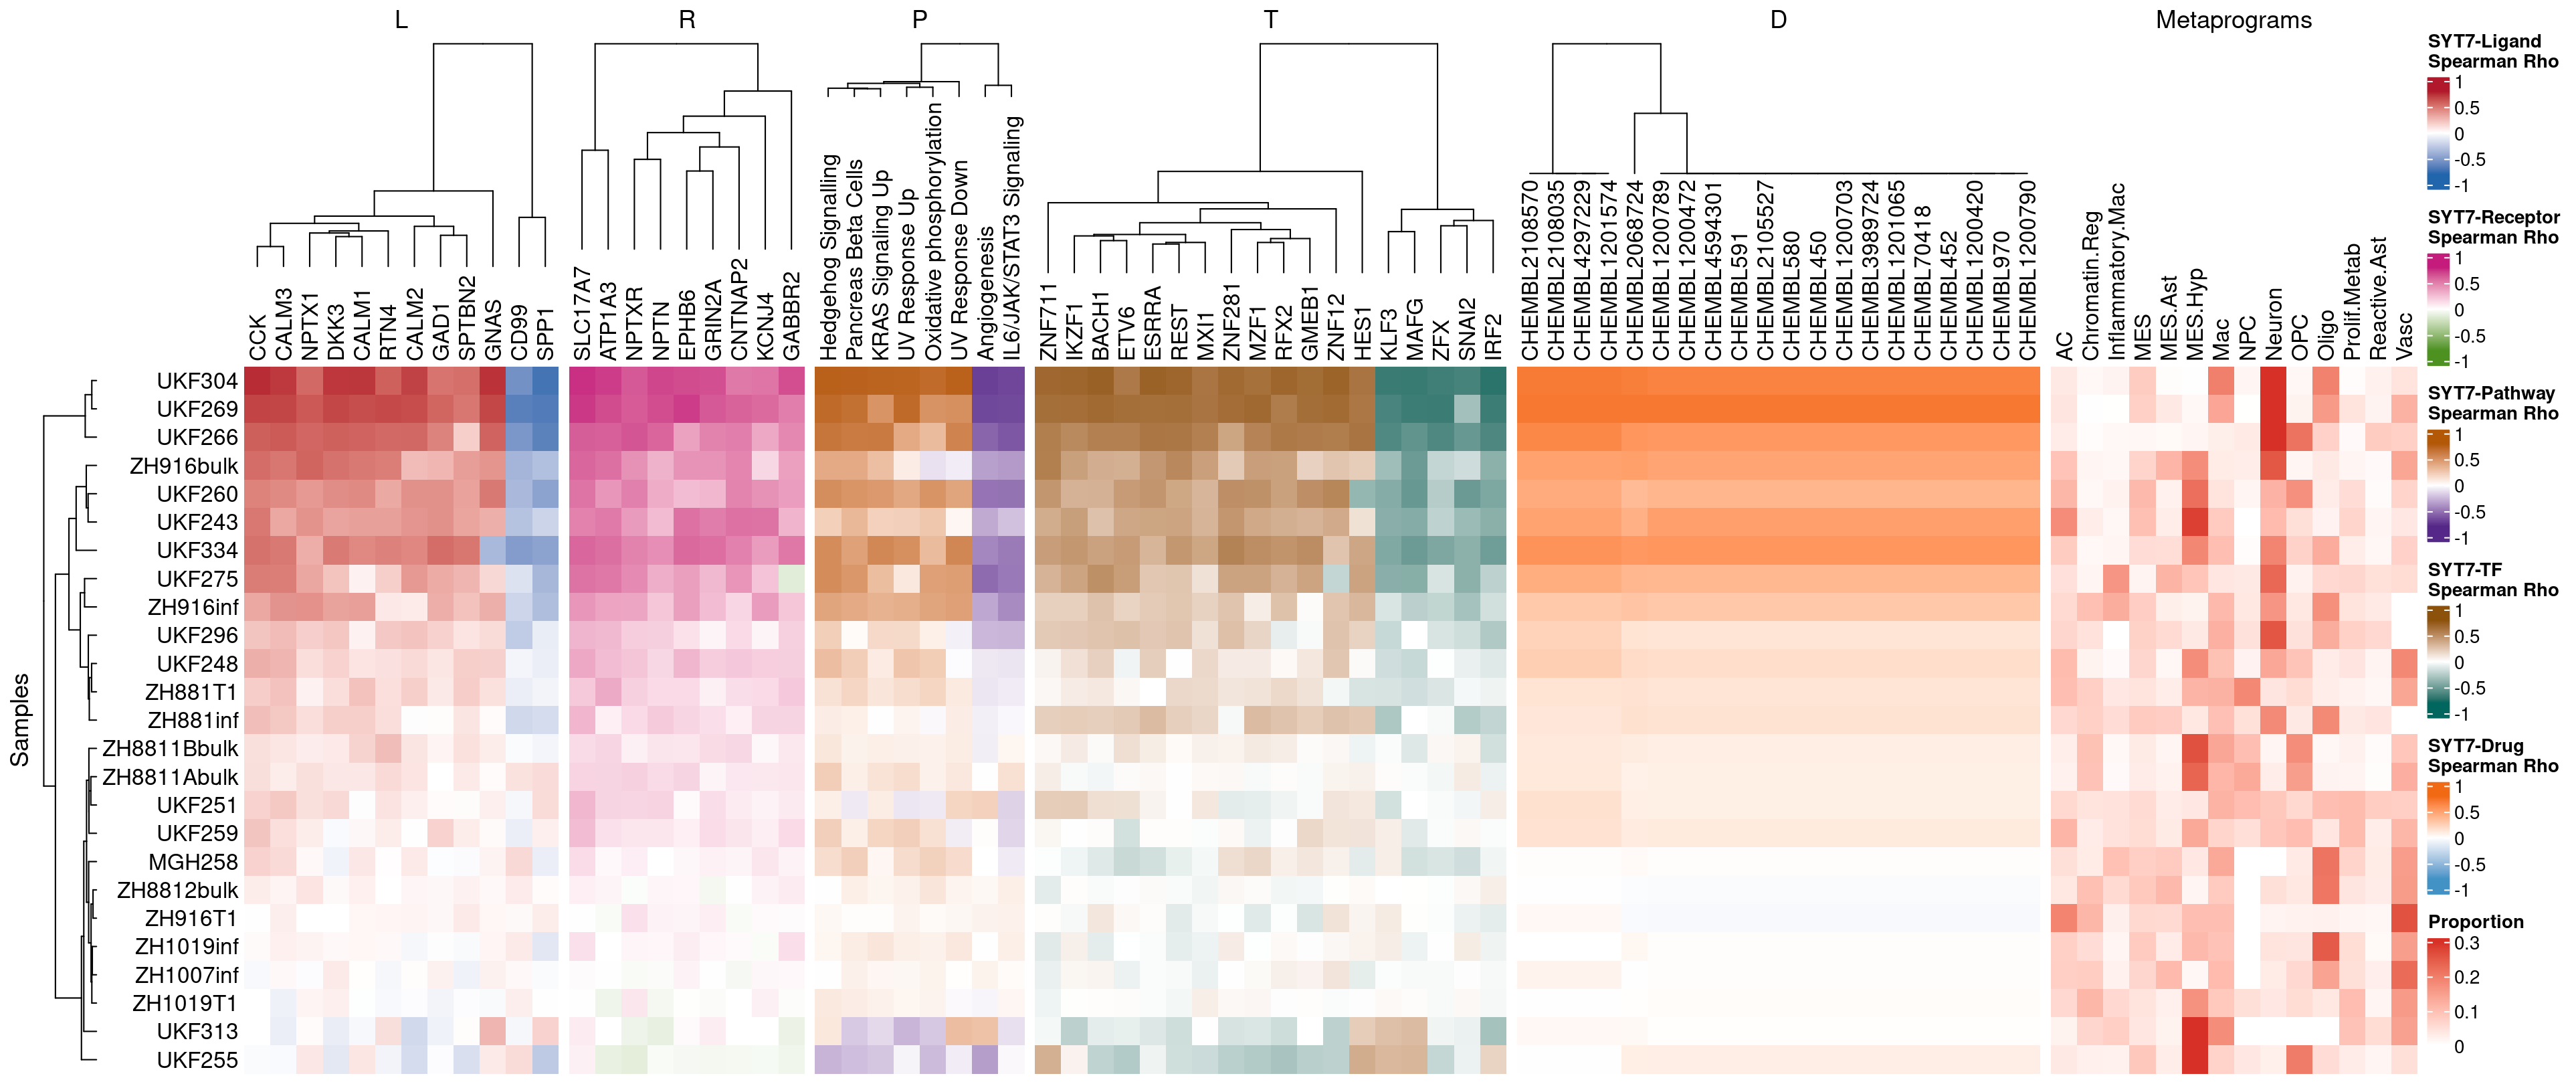 L
R
P
T
D
Metaprograms
CCK
CALM3
NPTX1
DKK3
CALM1
RTN4
CALM2
GAD1
SPTBN2
GNAS
CD99
SPP1
SLC17A7
ATP1A3
NPTXR
NPTN
EPHB6
GRIN2A
CNTNAP2
KCNJ4
GABBR2
Hedgehog Signalling
Pancreas Beta Cells
KRAS Signaling Up
UV Response Up
Oxidative phosphorylation
UV Response Down
Angiogenesis
IL6/JAK/STAT3 Signaling
ZNF711
IKZF1
BACH1
ETV6
ESRRA
REST
MXI1
ZNF281
MZF1
RFX2
GMEB1
ZNF12
HES1
KLF3
MAFG
ZFX
SNAI2
IRF2
CHEMBL2108570
CHEMBL2108035
CHEMBL4297229
CHEMBL1201574
CHEMBL2068724
CHEMBL1200789
CHEMBL1200472
CHEMBL4594301
CHEMBL591
CHEMBL2105527
CHEMBL580
CHEMBL450
CHEMBL1200703
CHEMBL3989724
CHEMBL1201065
CHEMBL70418
CHEMBL452
CHEMBL1200420
CHEMBL970
CHEMBL1200790
AC
Chromatin.Reg
Inflammatory.Mac
MES
MES.Ast
MES.Hyp
Mac
NPC
Neuron
OPC
Oligo
Prolif.Metab
Reactive.Ast
Vasc
Samples
UKF304
UKF269
UKF266
ZH916bulk
UKF260
UKF243
UKF334
UKF275
ZH916inf
UKF296
UKF248
ZH881T1
ZH881inf
ZH8811Bbulk
ZH8811Abulk
UKF251
UKF259
MGH258
ZH8812bulk
ZH916T1
ZH1019inf
ZH1007inf
ZH1019T1
UKF313
UKF255
SYT7-Ligand
Spearman Rho
1
0.5
0
-0.5
-1
SYT7-Receptor
Spearman Rho
1
0.5
0
-0.5
-1
SYT7-Pathway
Spearman Rho
1
0.5
0
-0.5
-1
SYT7-TF
Spearman Rho
1
0.5
0
-0.5
-1
SYT7-Drug
Spearman Rho
1
0.5
0
-0.5
-1
Proportion
0.3
0.2
0.1
0